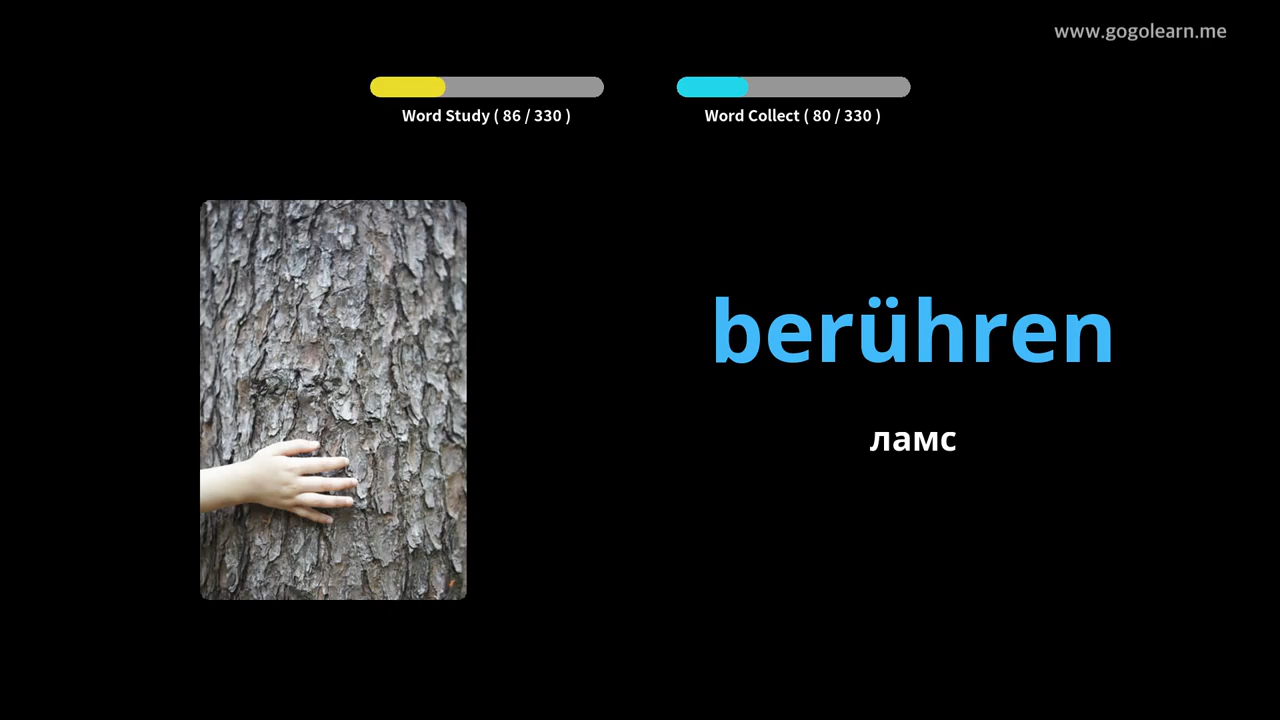 www.gogolearn.me
Word Study ( 86 / 330 )
Word Collect ( 80 / 330 )
berühren
ламс